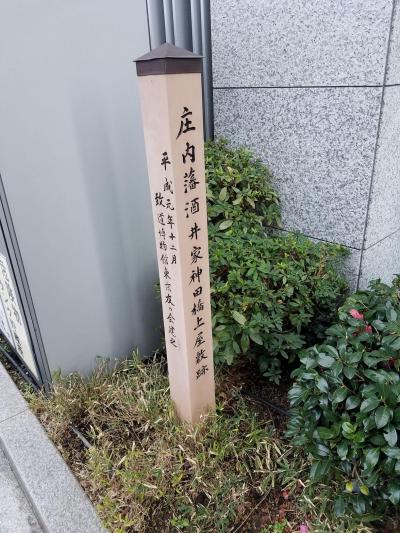 庄内藩酒井家神田橋上屋敷跡
平成元年十二月
致道博物館東京友の会建之